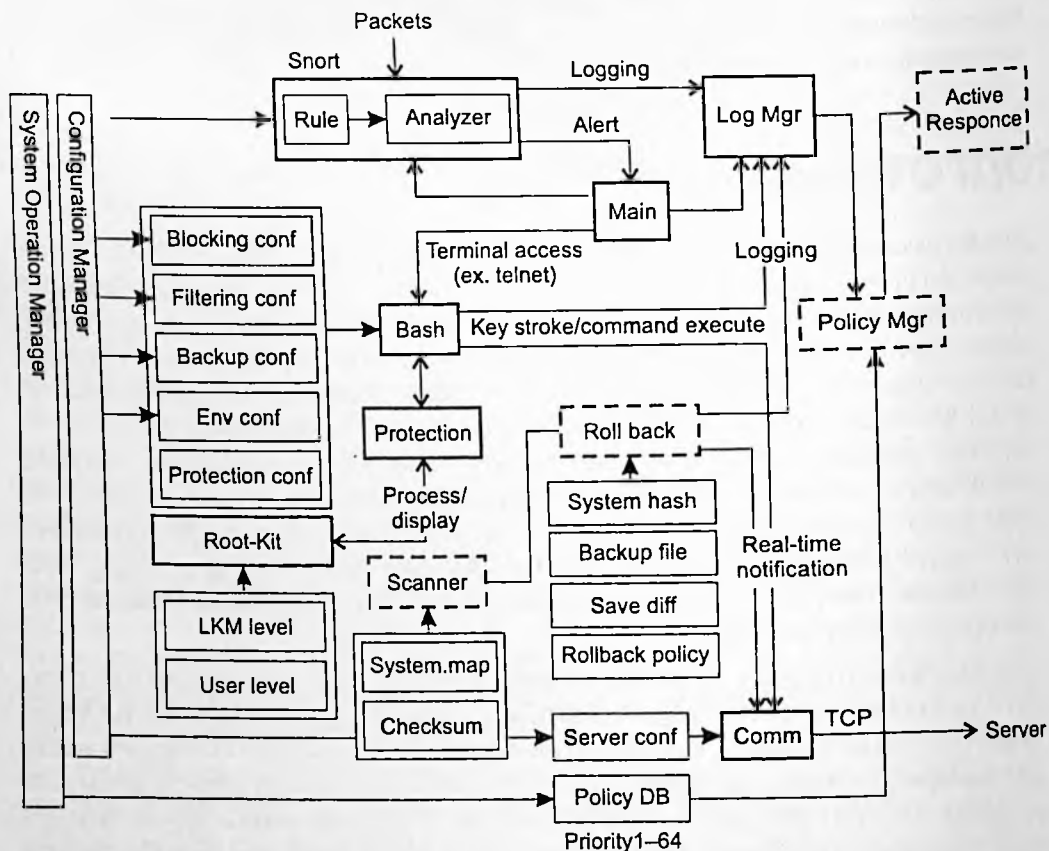 Packets
Snort
Logging
Rule
Analyzer
Log Mgr
Active
Responce
Alert
Main
System Operation Manager
Configuration Manager
Blocking conf
Filtering conf
Backup conf
Env conf
Protection conf
Terminal access
(ex. telnet)
Logging
Bash
Key stroke/command execute
Policy Mgr
Protection
Roll back
Process/
display
System hash
Root-Kit
Scanner
Backup file
Real-time
notification
Save diff
LKM level
User level
System.map
Rollback policy
Checksum
Server conf
Comm
TCP
Server
Policy DB
Priority1–64